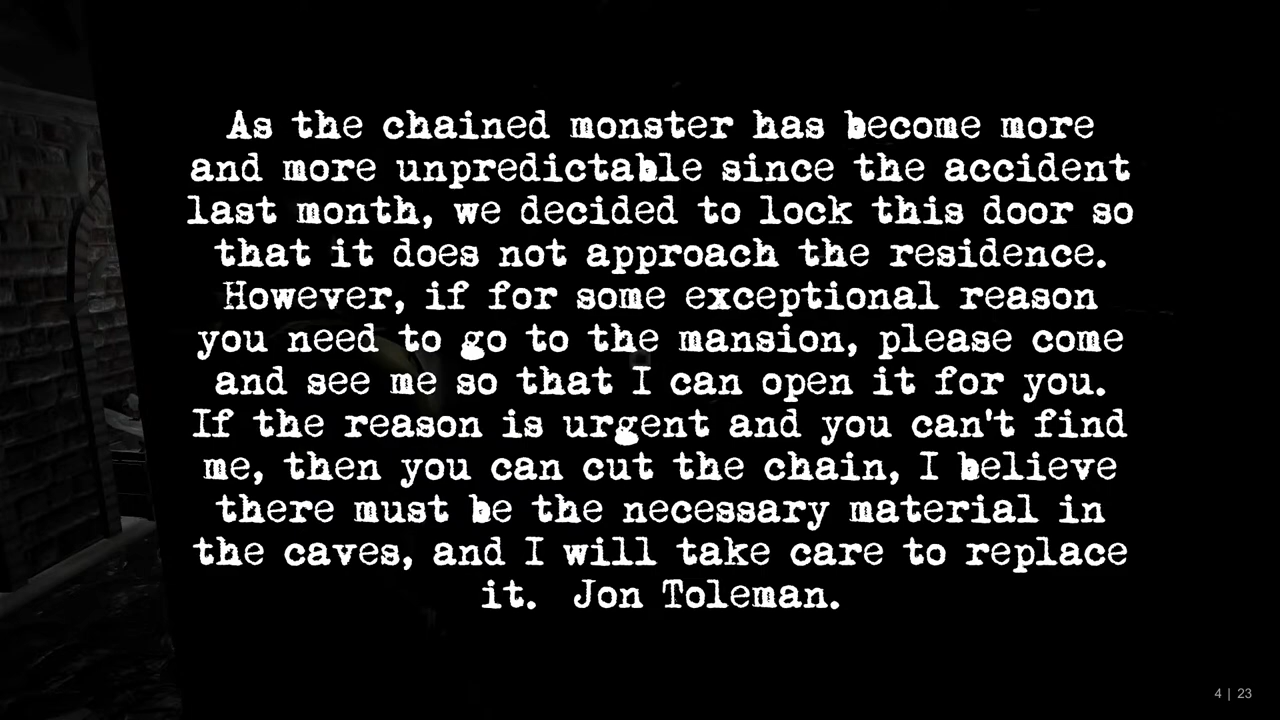 As the chained monster has become more
and more unpredictable since the accident
last month, we decided to lock this door so
that it does not approach the residence.
However, if for some exceptional reason
you need to go to the mansion, please come
and see me so that I can open it for you.
If the reason is urgent and you can't find
me, then you can cut the chain, I believe
there must be the necessary material in
the caves, and I will take care to replace
it.  Jon Toleman.
4 | 23